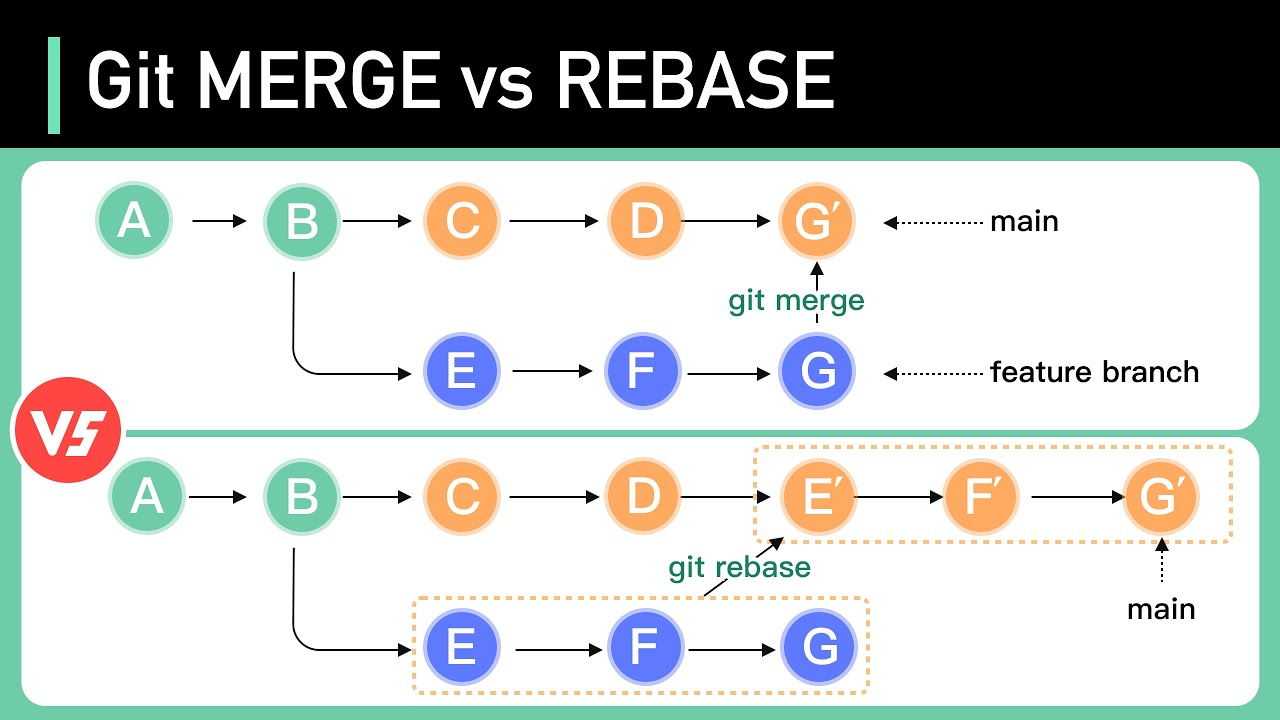 Git MERGE vs REBASE
A B C D G′ main
git merge
E F G feature branch
VS
A B C D E′ F′ G′
git rebase
main
E F G